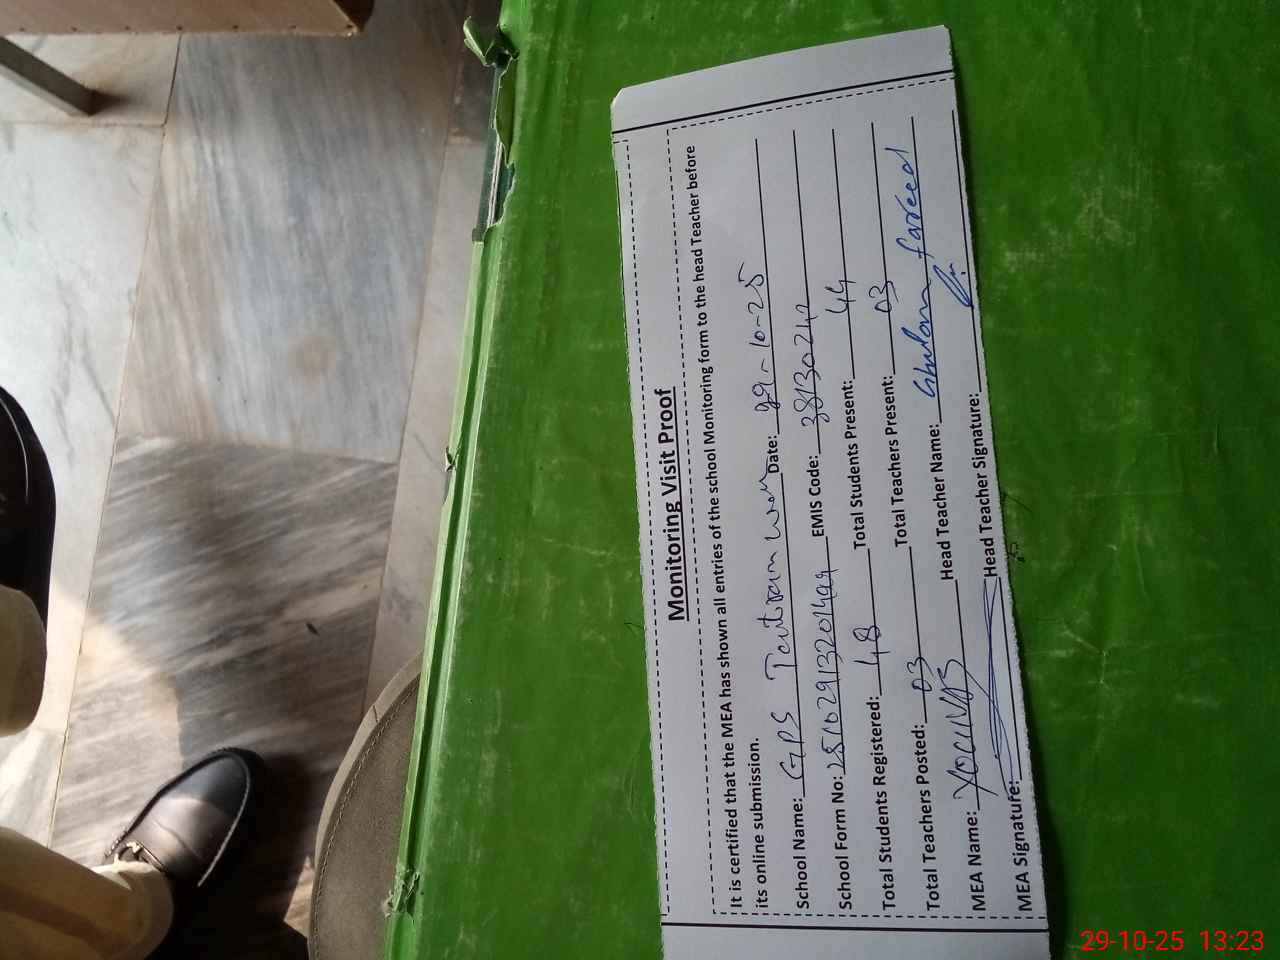 Monitoring Visit Proof
It is certified that the MEA has shown all entries of the school Monitoring form to the head Teacher before
its online submission.
School Name: GPS Date: 29-10-25
School Form No: EMIS Code: 38130242
Total Students Registered: 48 Total Students Present: 44
Total Teachers Posted: 03 Total Teachers Present: 03
MEA Name: Head Teacher Name: Ghulam fareed
MEA Signature: Head Teacher Signature:
29-10-25 13:23